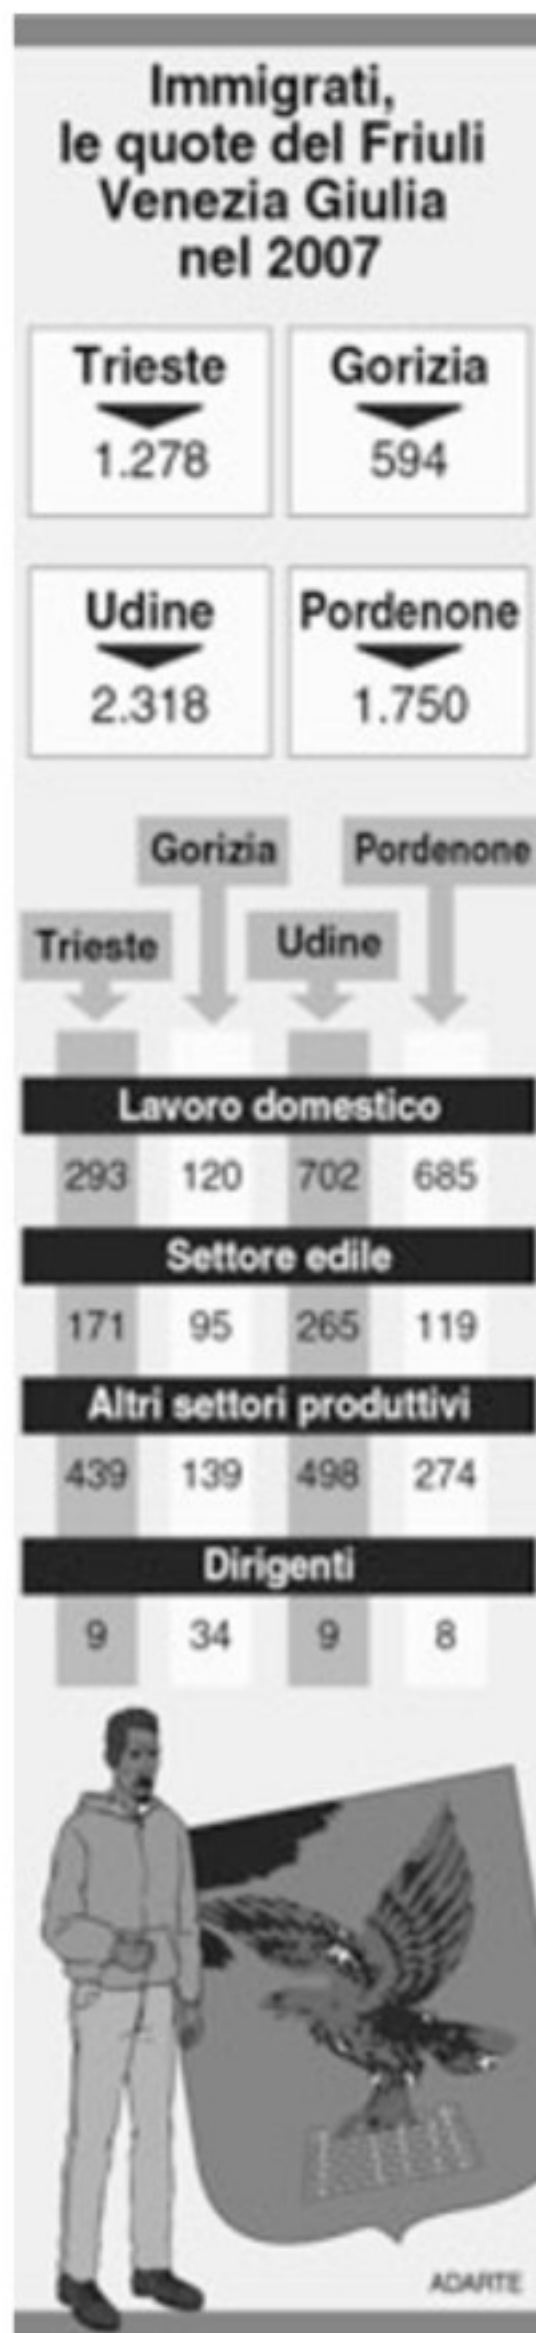 Immigrati,
le quote del Friuli
Venezia Giulia
nel 2007
Trieste Gorizia
1.278 594
Udine Pordenone
2.318 1.750
Gorizia Pordenone
Trieste Udine
Lavoro domestico
293 120 702 685
Settore edile
171 95 265 119
Altri settori produttivi
439 139 498 274
Dirigenti
9 34 9 8
ADARTE